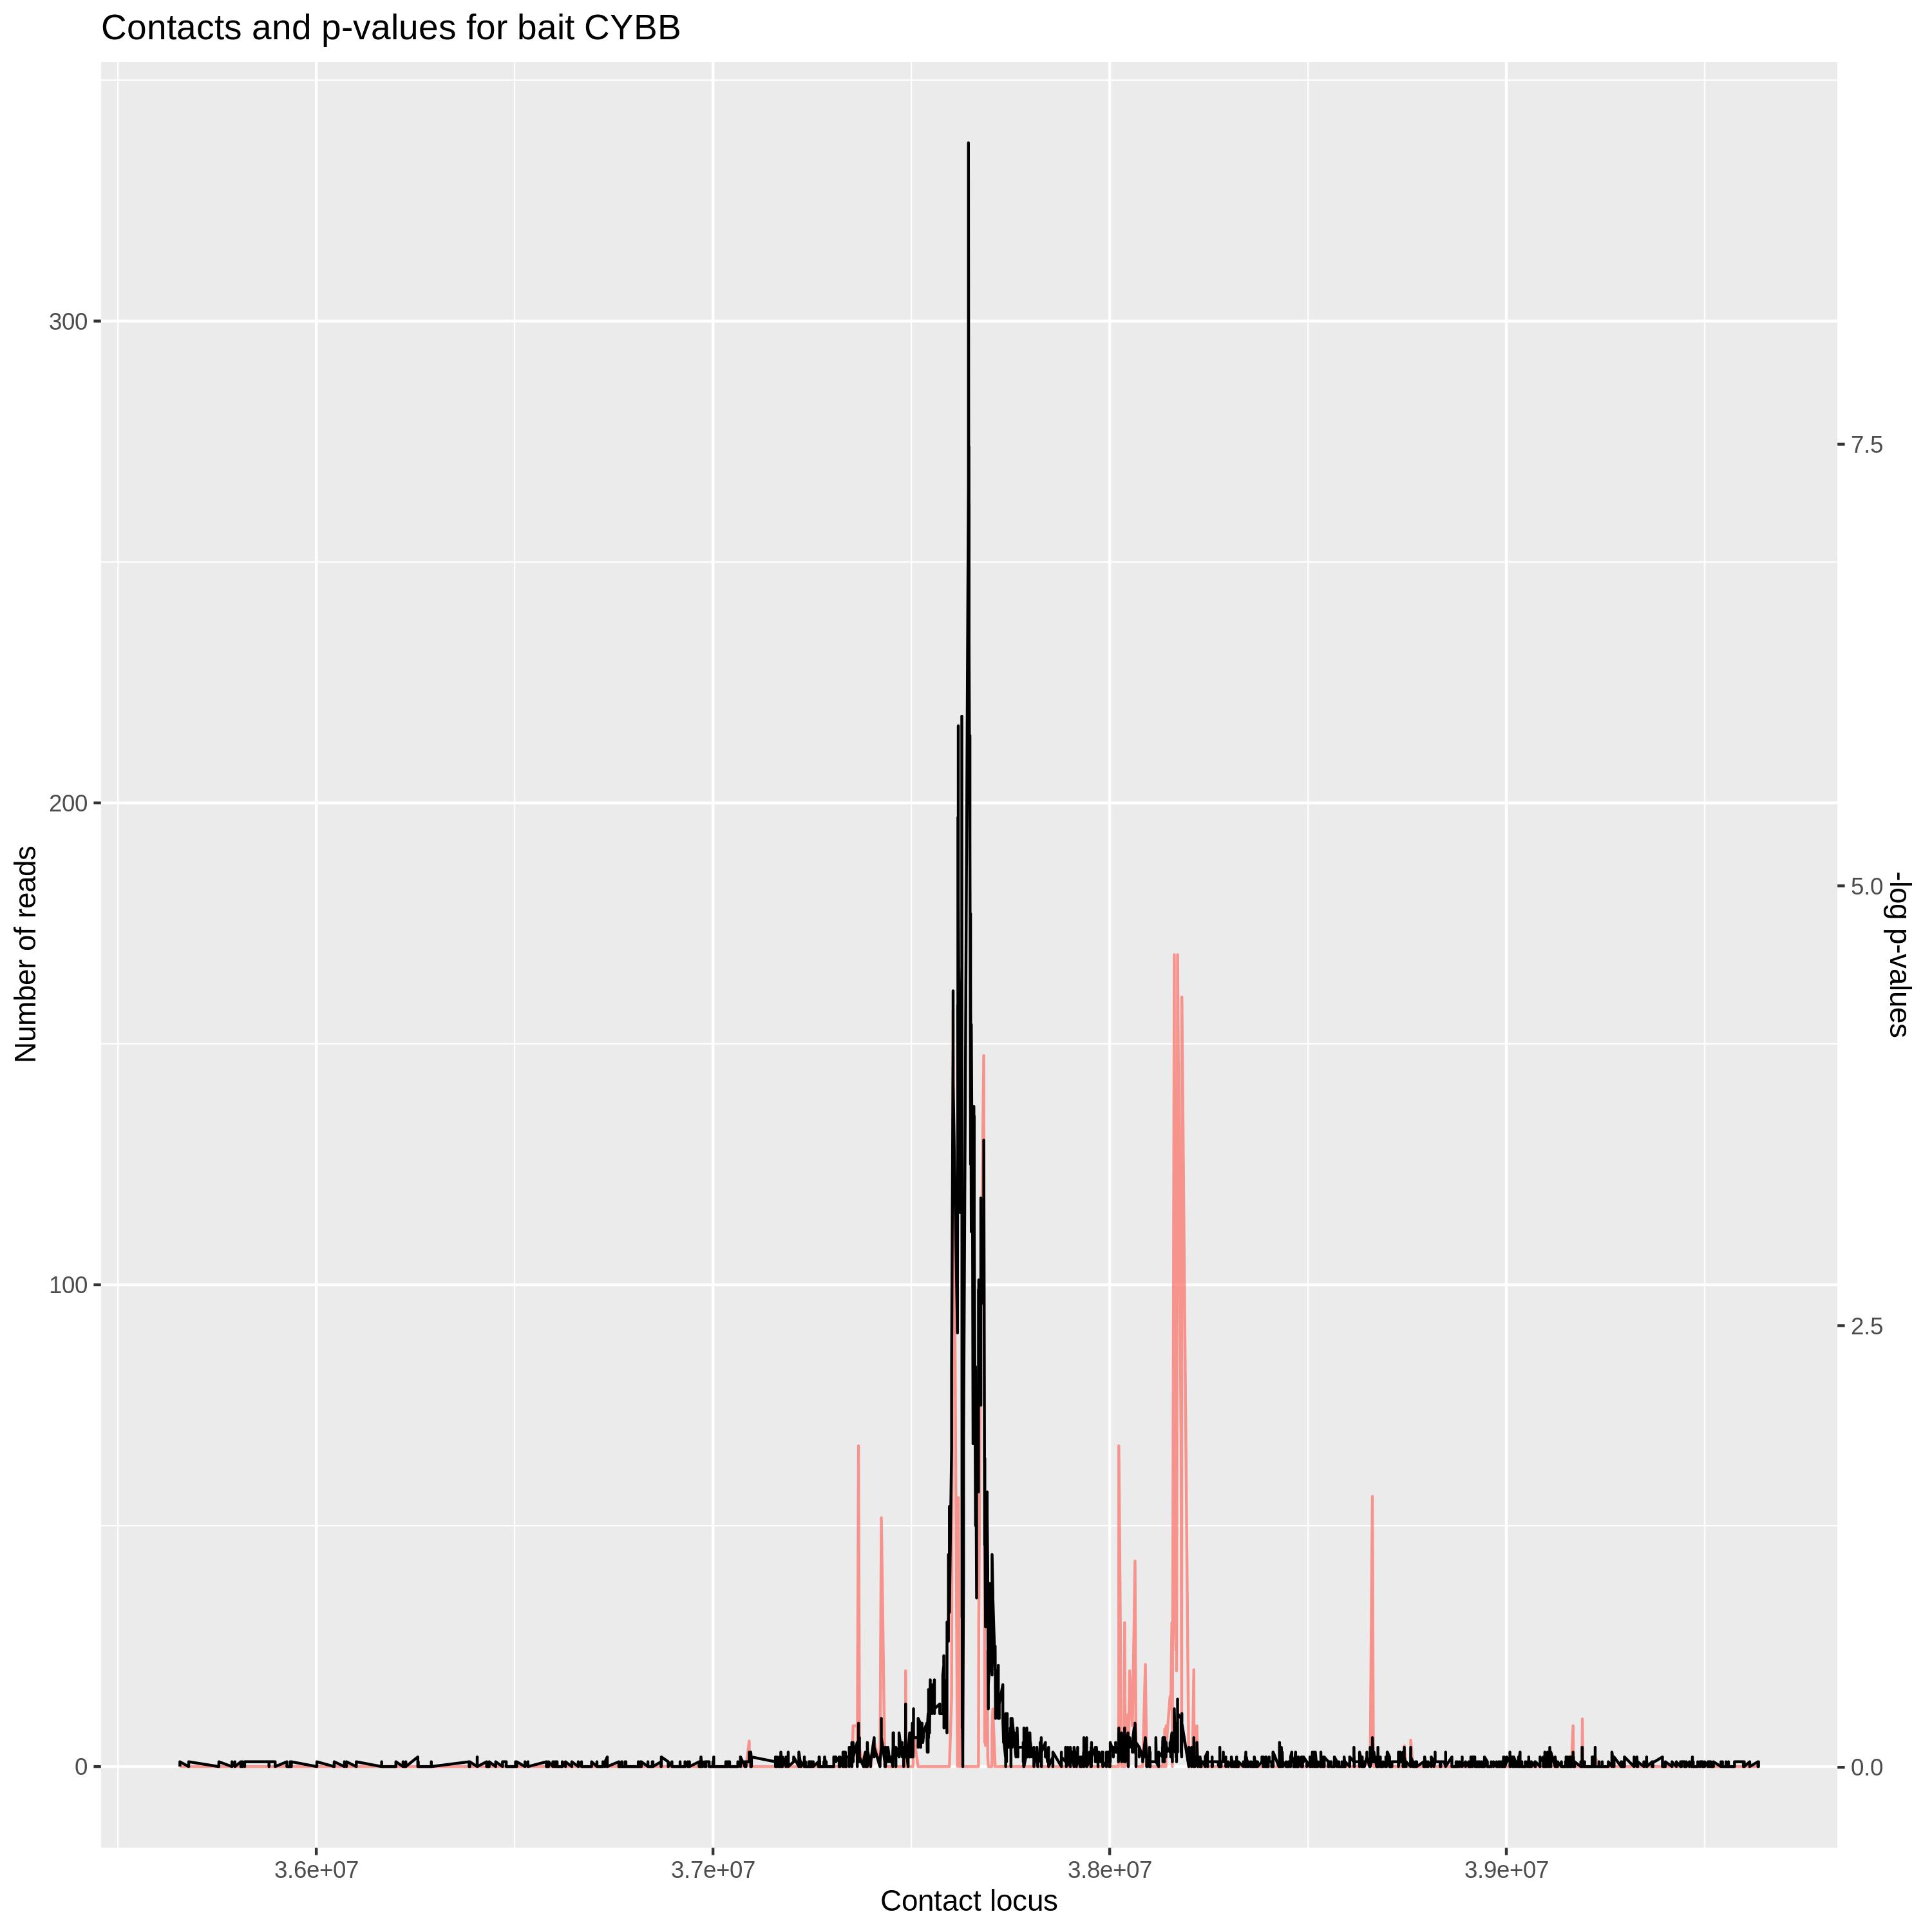 Contacts and p-values for bait CYBB
Number of reads
300
200
100
0
7.5
5.0
2.5
0.0
-log p-values
3.6e+07
3.7e+07
3.8e+07
3.9e+07
Contact locus